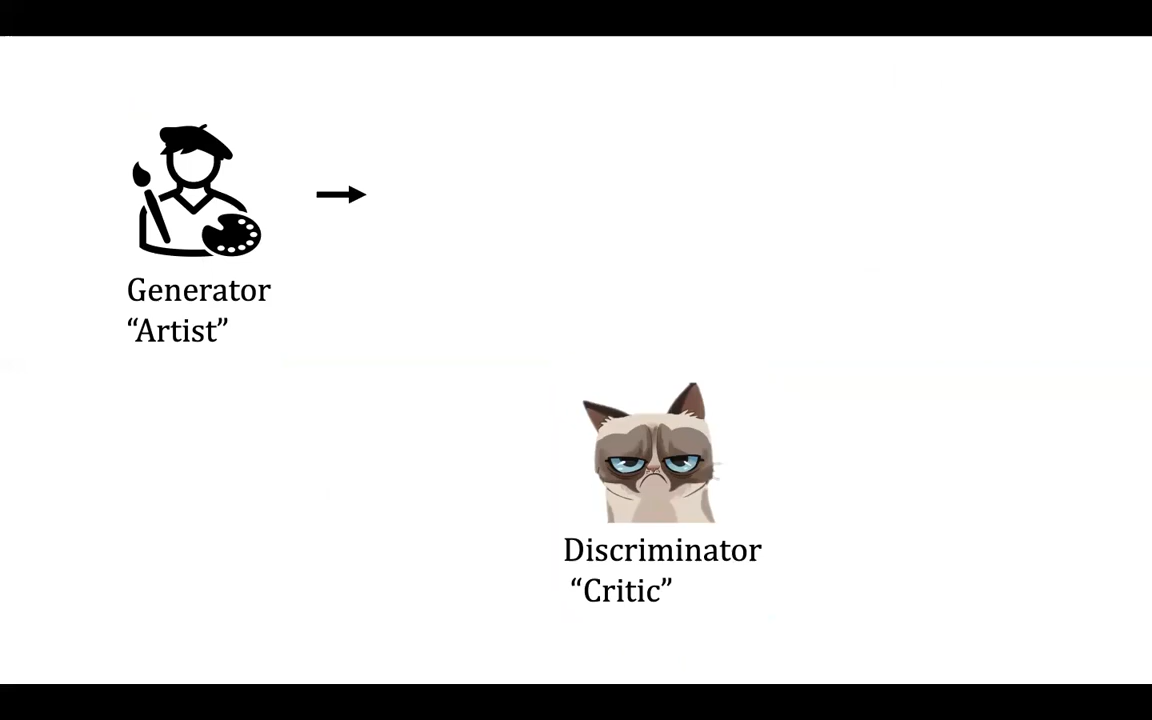 Generator
“Artist”
Discriminator
“Critic”